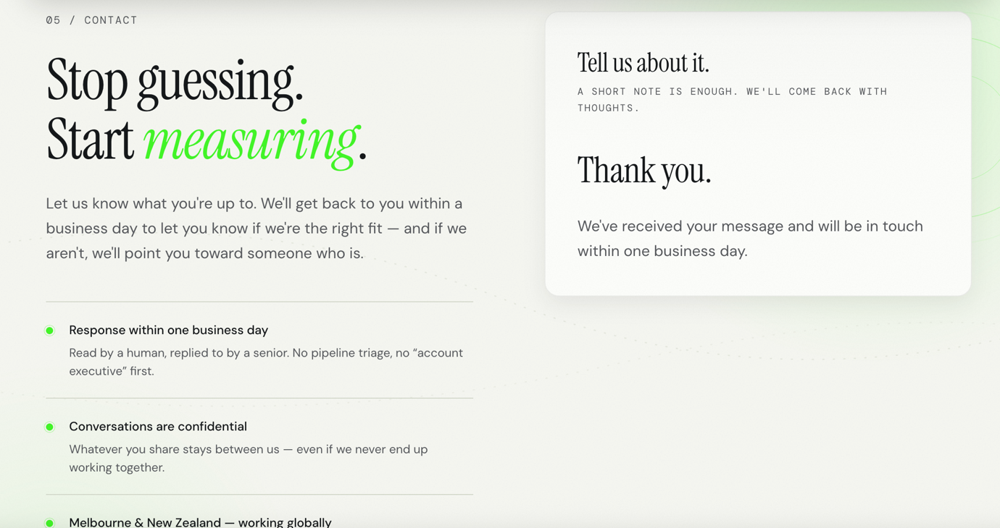 05 / CONTACT
Stop guessing.
Start measuring.
Let us know what you're up to. We'll get back to you within a
business day to let you know if we're the right fit — and if we
aren't, we'll point you toward someone who is.
Response within one business day
Read by a human, replied to by a senior. No pipeline triage, no “account
executive” first.
Conversations are confidential
Whatever you share stays between us — even if we never end up
working together.
Melbourne & New Zealand — working globally
Tell us about it.
A SHORT NOTE IS ENOUGH. WE'LL COME BACK WITH
THOUGHTS.
Thank you.
We've received your message and will be in touch
within one business day.